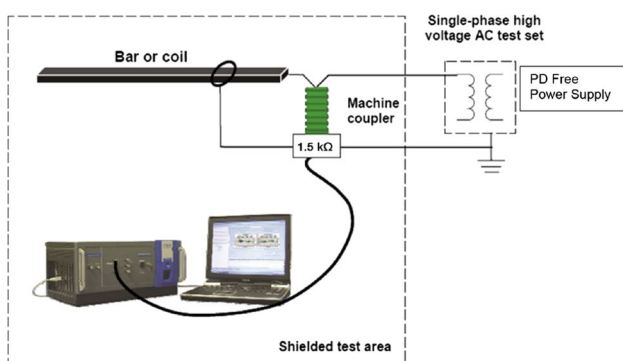 Single-phase high
voltage AC test set
Bar or coil
PD Free
Power Supply
Machine
coupler
1.5 kΩ
Shielded test area